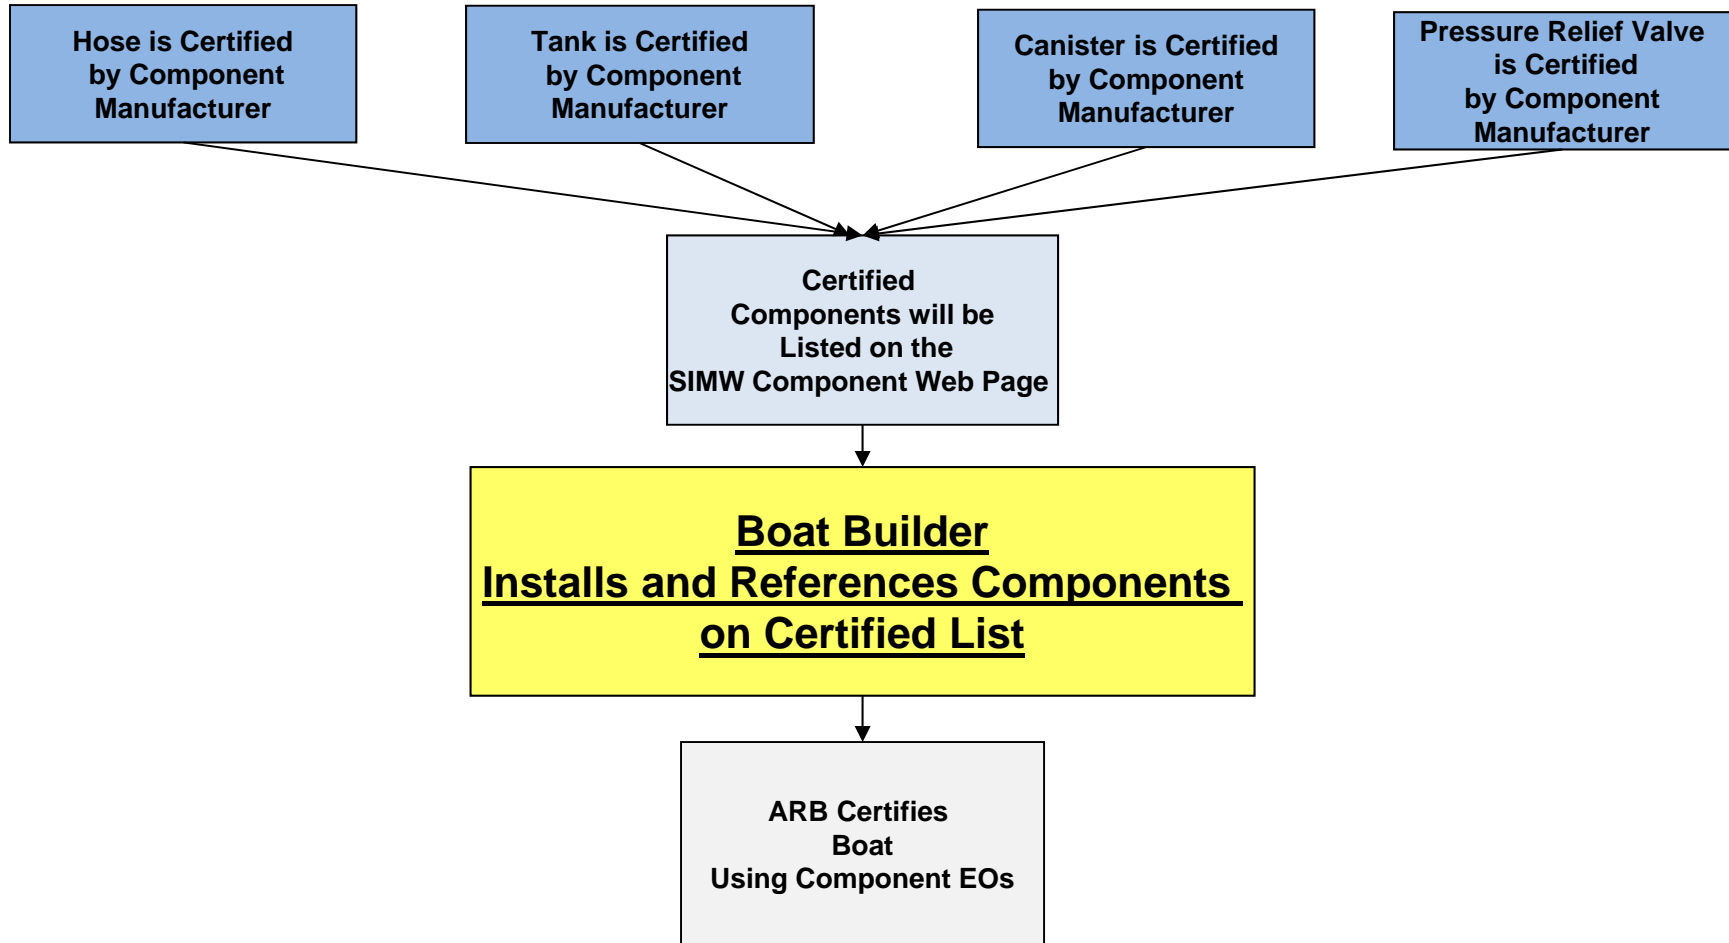 Hose is Certified
by Component
Manufacturer
Tank is Certified
by Component
Manufacturer
Canister is Certified
by Component
Manufacturer
Pressure Relief Valve
is Certified
by Component
Manufacturer
Certified
Components will be
Listed on the
SIMW Component Web Page
Boat Builder
Installs and References Components
on Certified List
ARB Certifies
Boat
Using Component EOs